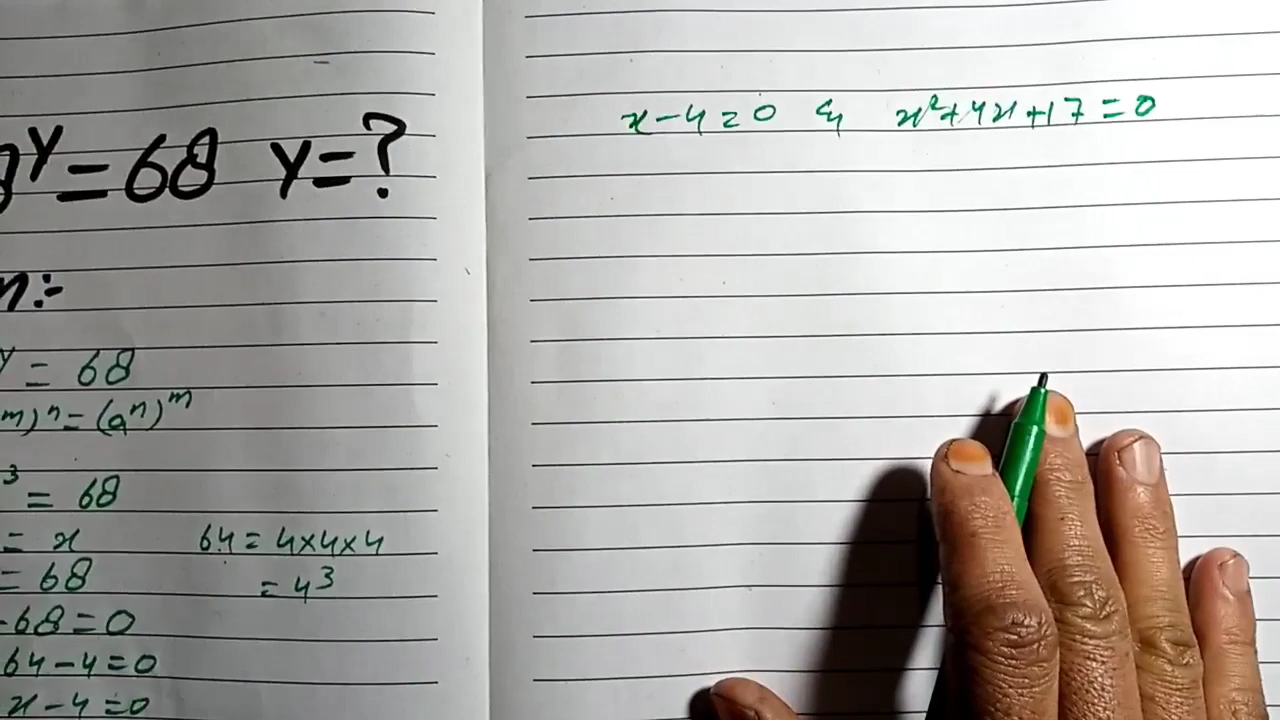 y = 68 y = ?
n :-
y = 68
m)ⁿ = (aⁿ)ᵐ
³ = 68
= x 64 = 4×4×4
= 68 = 4³
-68 = 0
64 - 4 = 0
x - 4 = 0
x - 4 = 0 & x² + 4x + 17 = 0